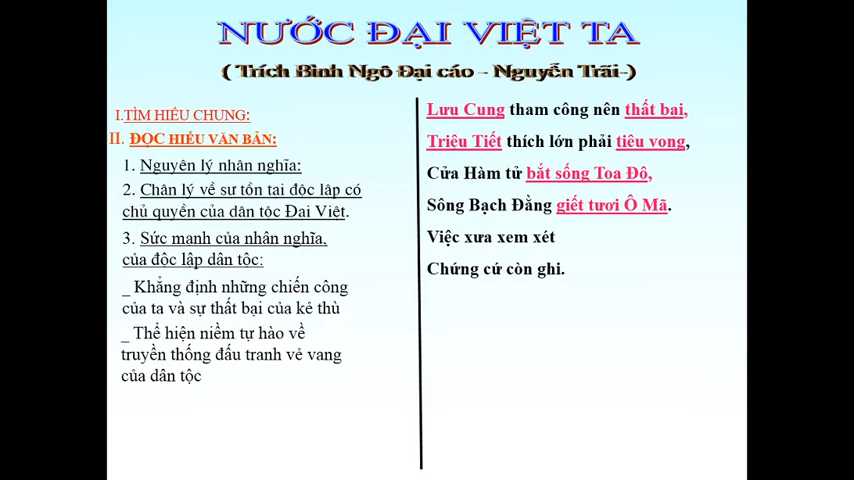 NƯỚC ĐẠI VIỆT TA
( Trích Bình Ngô Đại cáo - Nguyễn Trãi-)
I.TÌM HIỂU CHUNG:
II. ĐỌC HIỂU VĂN BẢN:
1. Nguyên lý nhân nghĩa:
2. Chân lý về sự tồn tại độc lập có
chủ quyền của dân tộc Đại Việt.
3. Sức mạnh của nhân nghĩa,
của độc lập dân tộc:
_ Khẳng định những chiến công
của ta và sự thất bại của kẻ thù
_ Thể hiện niềm tự hào về
truyền thống đấu tranh vẻ vang
của dân tộc
Lưu Cung tham công nên thất bại,
Triệu Tiết thích lớn phải tiêu vong,
Cửa Hàm tử bắt sống Toa Đô,
Sông Bạch Đằng giết tươi Ô Mã.
Việc xưa xem xét
Chứng cứ còn ghi.